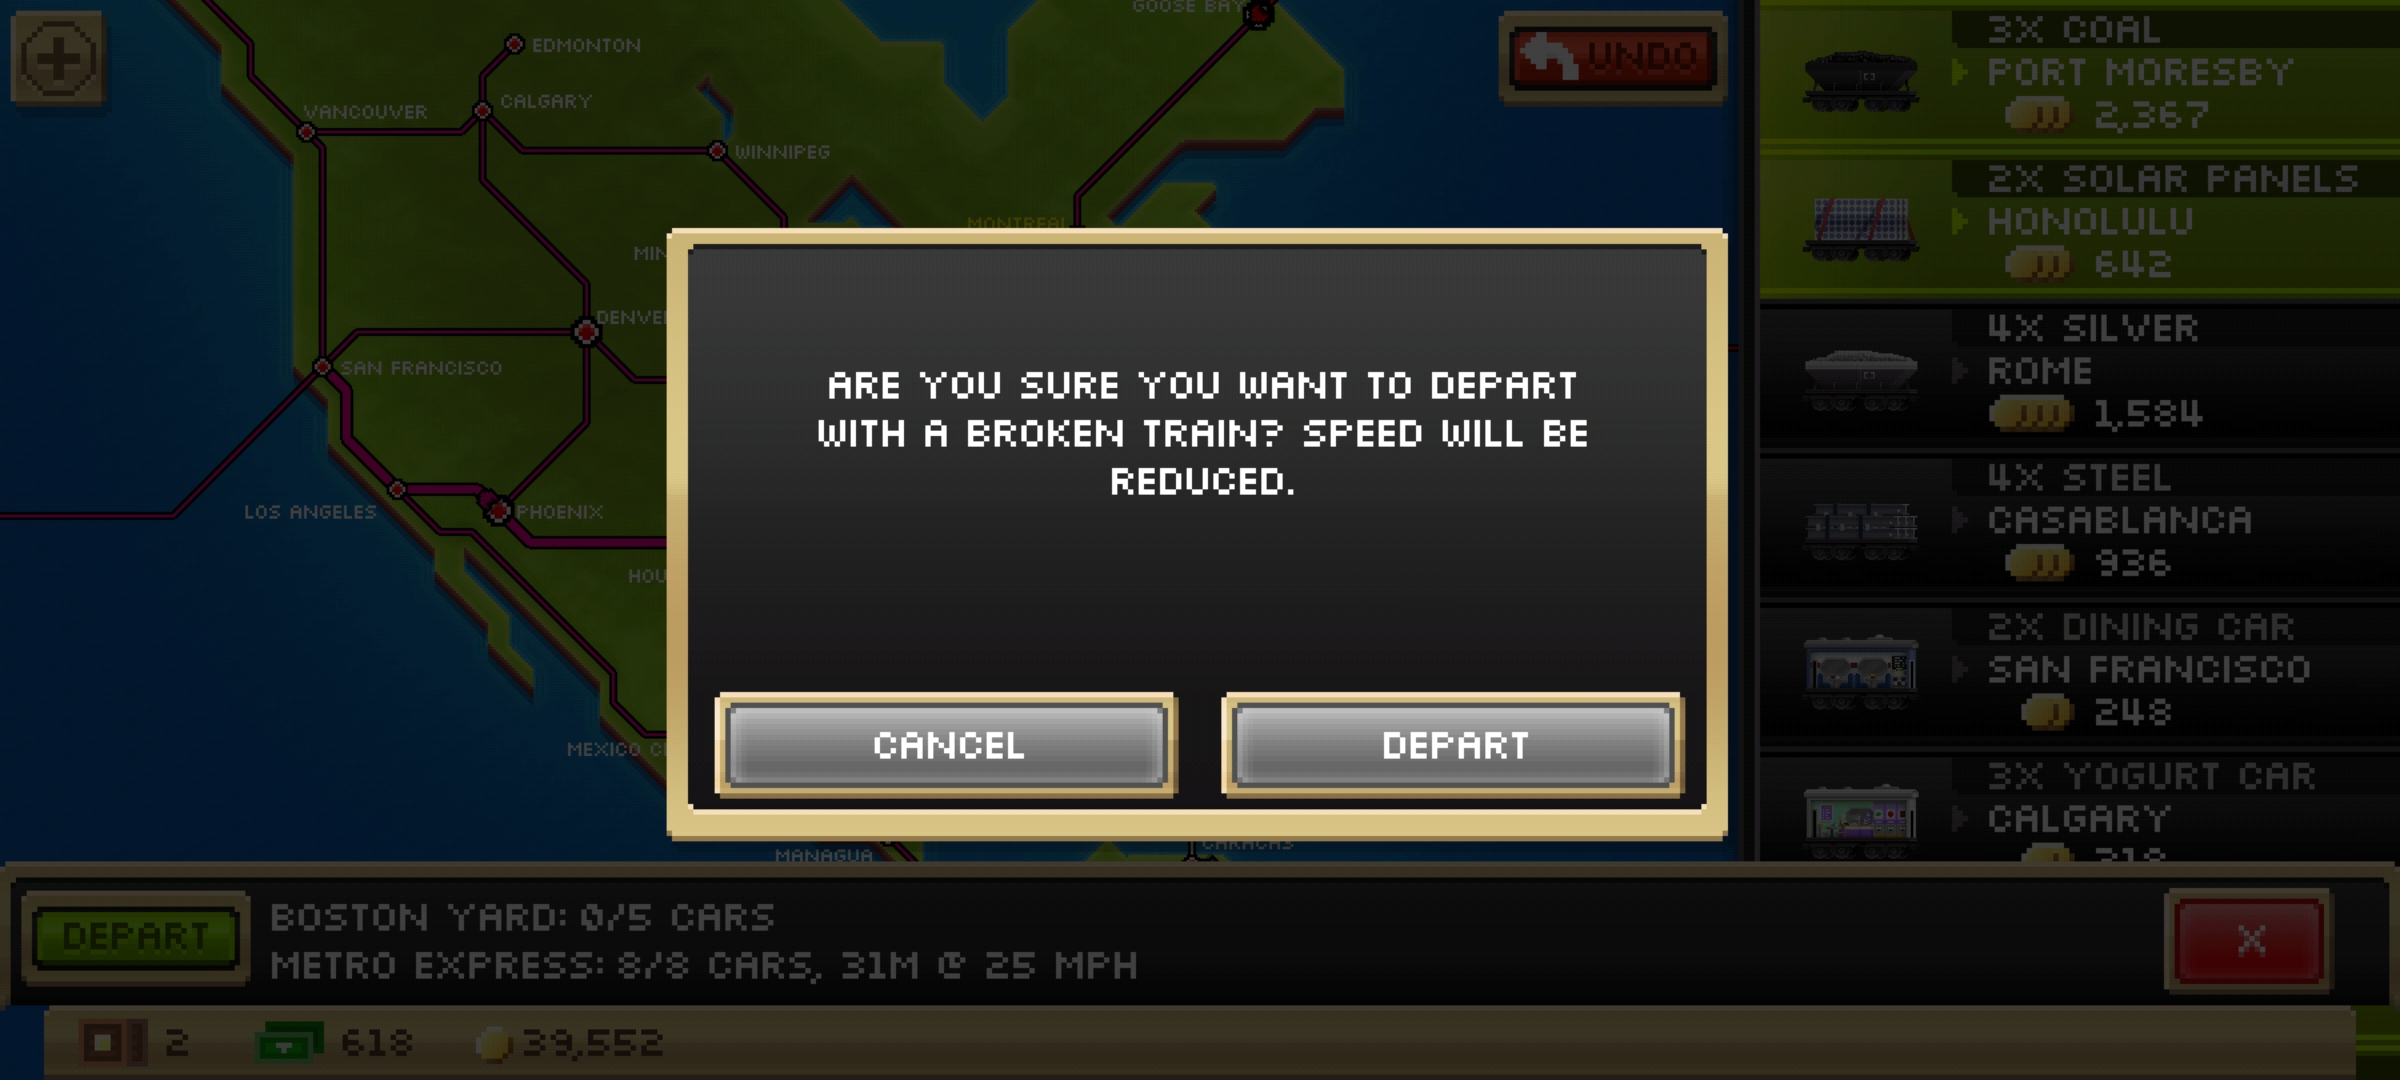 GOOSE BAY
EDMONTON
CALGARY
VANCOUVER
WINNIPEG
MONTREAL
DENVE
SAN FRANCISCO
LOS ANGELES
PHOENIX
MANAGUA
CARACAS
UNDO
ARE YOU SURE YOU WANT TO DEPART
WITH A BROKEN TRAIN? SPEED WILL BE
REDUCED.
CANCEL
DEPART
3X COAL
PORT MORESBY
2,367
2X SOLAR PANELS
HONOLULU
642
4X SILVER
ROME
1,584
4X STEEL
CASABLANCA
936
2X DINING CAR
SAN FRANCISCO
248
3X YOGURT CAR
CALGARY
DEPART
BOSTON YARD: 0/5 CARS
METRO EXPRESS: 8/8 CARS, 31M @ 25 MPH
X
2
618
39,552